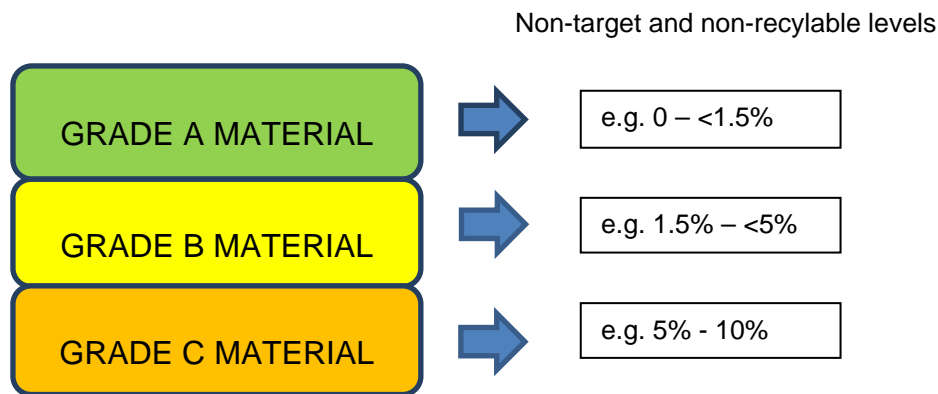 Non-target and non-recylable levels
GRADE A MATERIAL
e.g. 0 – <1.5%
GRADE B MATERIAL
e.g. 1.5% – <5%
GRADE C MATERIAL
e.g. 5% - 10%